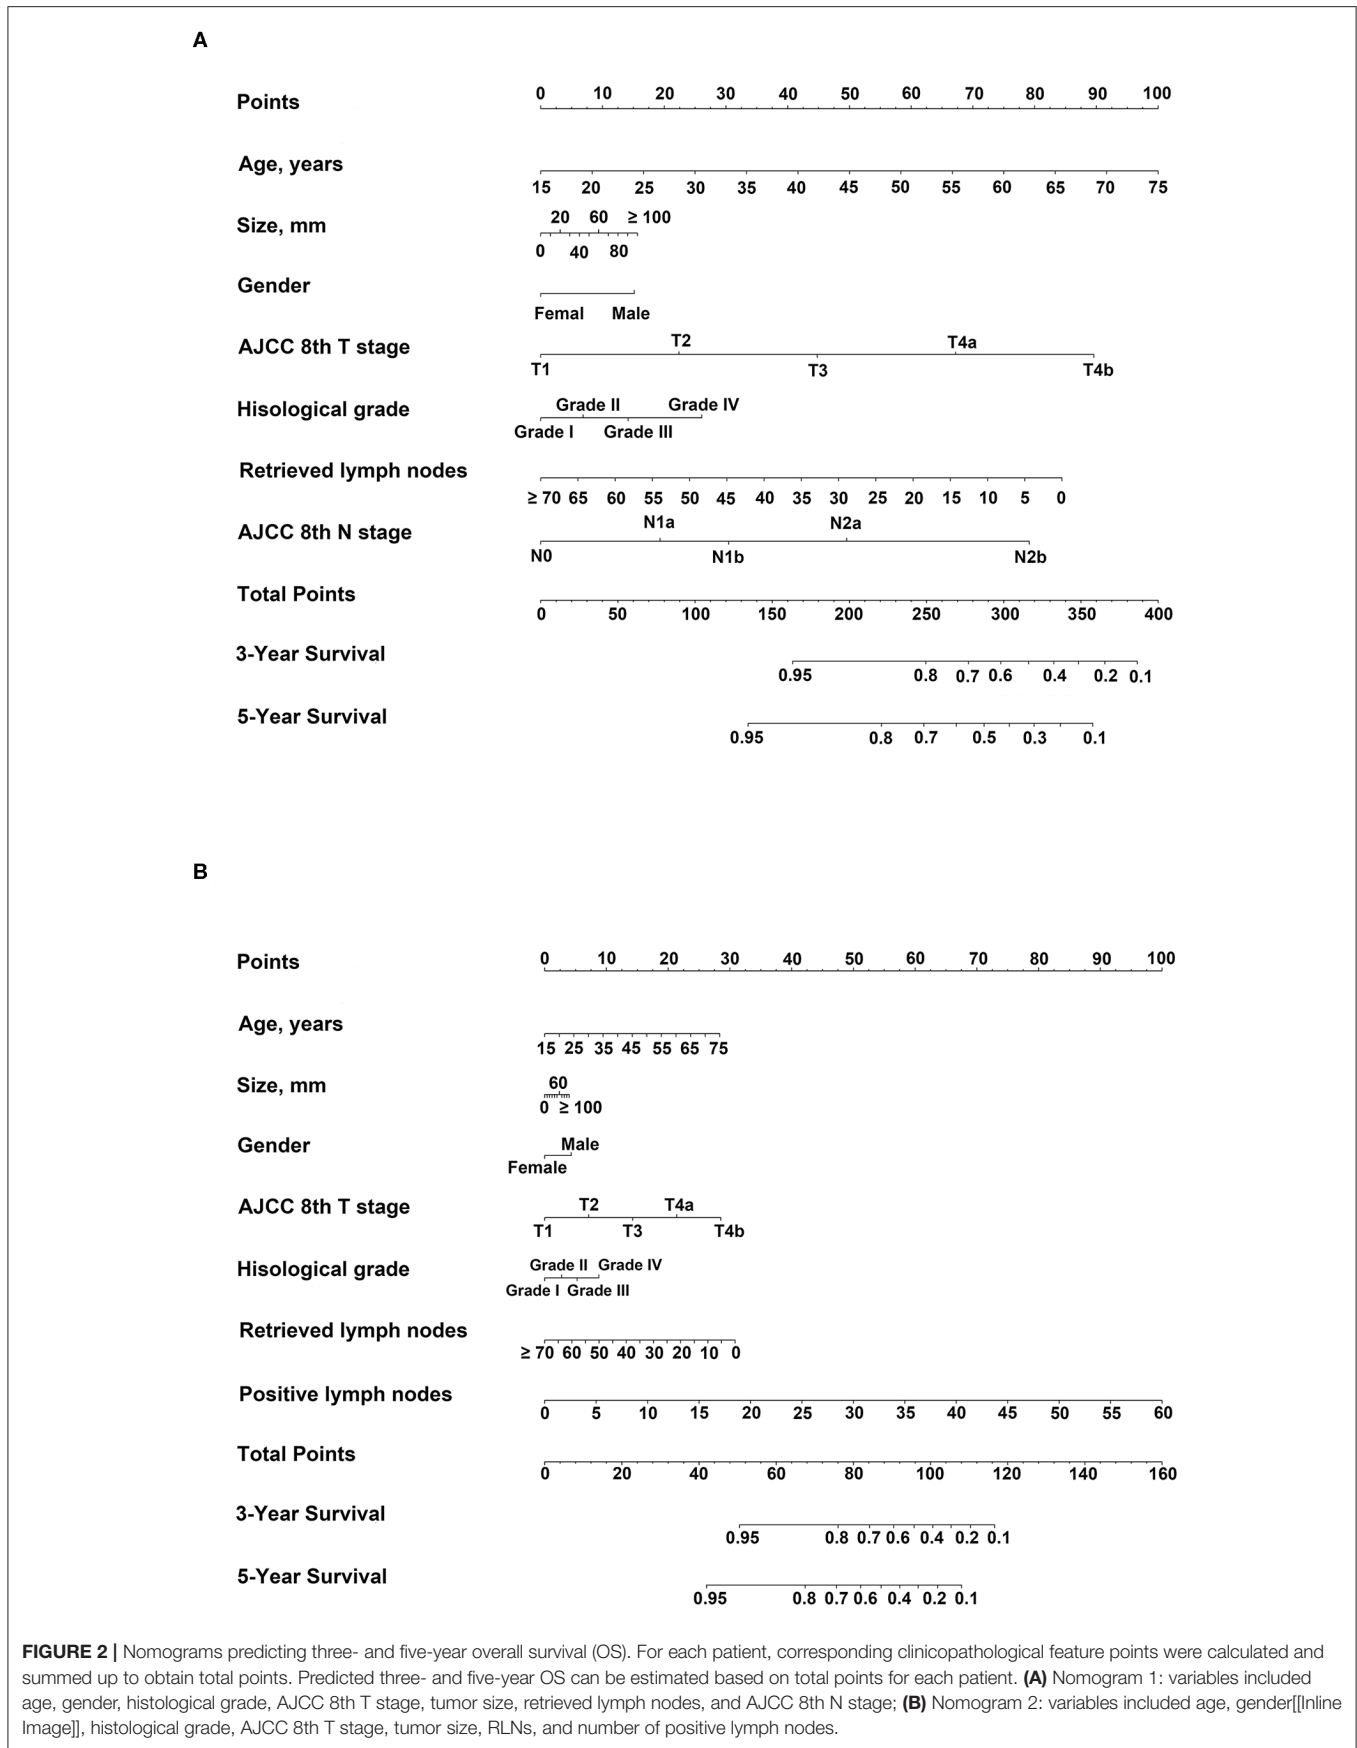 A
Points
0 10 20 30 40 50 60 70 80 90 100
Age, years
15 20 25 30 35 40 45 50 55 60 65 70 75
Size, mm
20 60 ≥ 100
0 40 80
Gender
Femal Male
AJCC 8th T stage
T2 T4a
T1 T3 T4b
Hisological grade
Grade II Grade IV
Grade I Grade III
Retrieved lymph nodes
≥ 70 65 60 55 50 45 40 35 30 25 20 15 10 5 0
AJCC 8th N stage
N1a N2a
N0 N1b N2b
Total Points
0 50 100 150 200 250 300 350 400
3-Year Survival
0.95 0.8 0.7 0.6 0.4 0.2 0.1
5-Year Survival
0.95 0.8 0.7 0.5 0.3 0.1
B
Points
0 10 20 30 40 50 60 70 80 90 100
Age, years
15 25 35 45 55 65 75
Size, mm
60
0 ≥ 100
Gender
Male
Female
AJCC 8th T stage
T2 T4a
T1 T3 T4b
Hisological grade
Grade II Grade IV
Grade I Grade III
Retrieved lymph nodes
≥ 70 60 50 40 30 20 10 0
Positive lymph nodes
0 5 10 15 20 25 30 35 40 45 50 55 60
Total Points
0 20 40 60 80 100 120 140 160
3-Year Survival
0.95 0.8 0.7 0.6 0.4 0.2 0.1
5-Year Survival
0.95 0.8 0.7 0.6 0.4 0.2 0.1
FIGURE 2 | Nomograms predicting three- and five-year overall survival (OS). For each patient, corresponding clinicopathological feature points were calculated and
summed up to obtain total points. Predicted three- and five-year OS can be estimated based on total points for each patient. (A) Nomogram 1: variables included
age, gender, histological grade, AJCC 8th T stage, tumor size, retrieved lymph nodes, and AJCC 8th N stage; (B) Nomogram 2: variables included age, gender[[Inline
Image]], histological grade, AJCC 8th T stage, tumor size, RLNs, and number of positive lymph nodes.